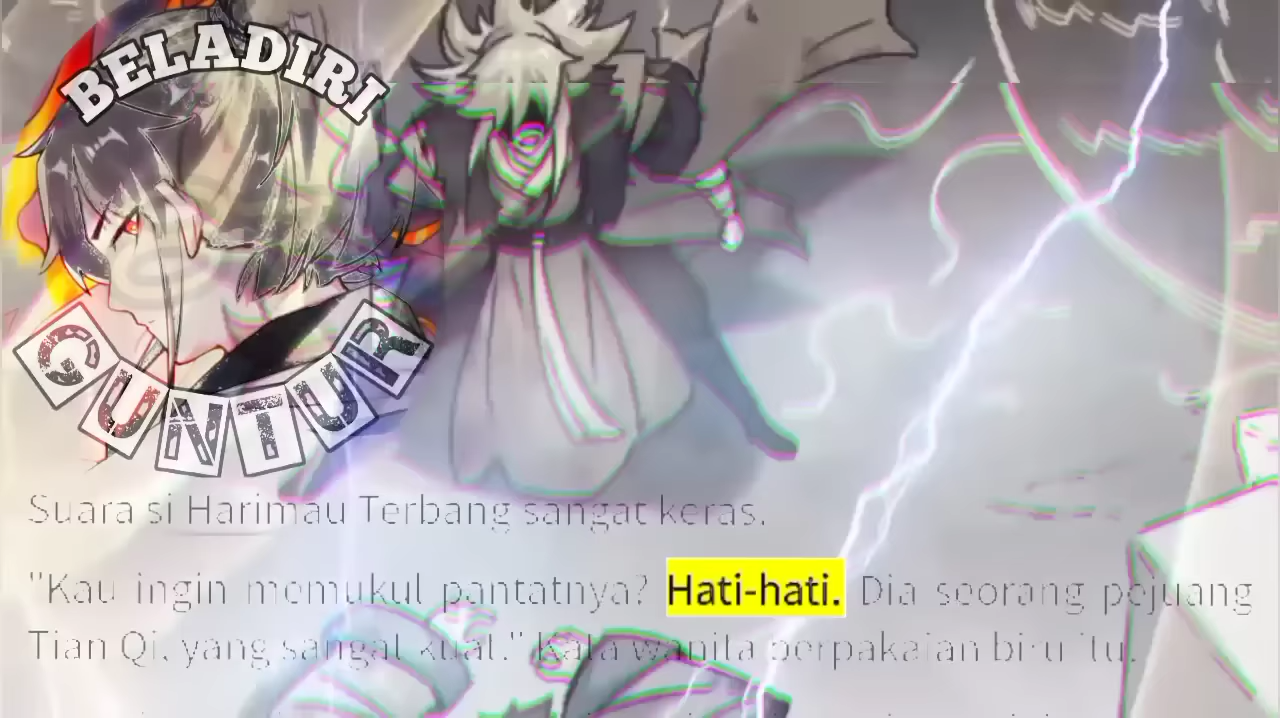 BELADIRI
GUNTUR
Suara si Harimau Terbang sangat keras.
"Kau ingin memukul pantatnya? Hati-hati. Dia seorang pejuang
Tian Qi, yang sangat kuat." Kata wanita berpakaian biru itu.